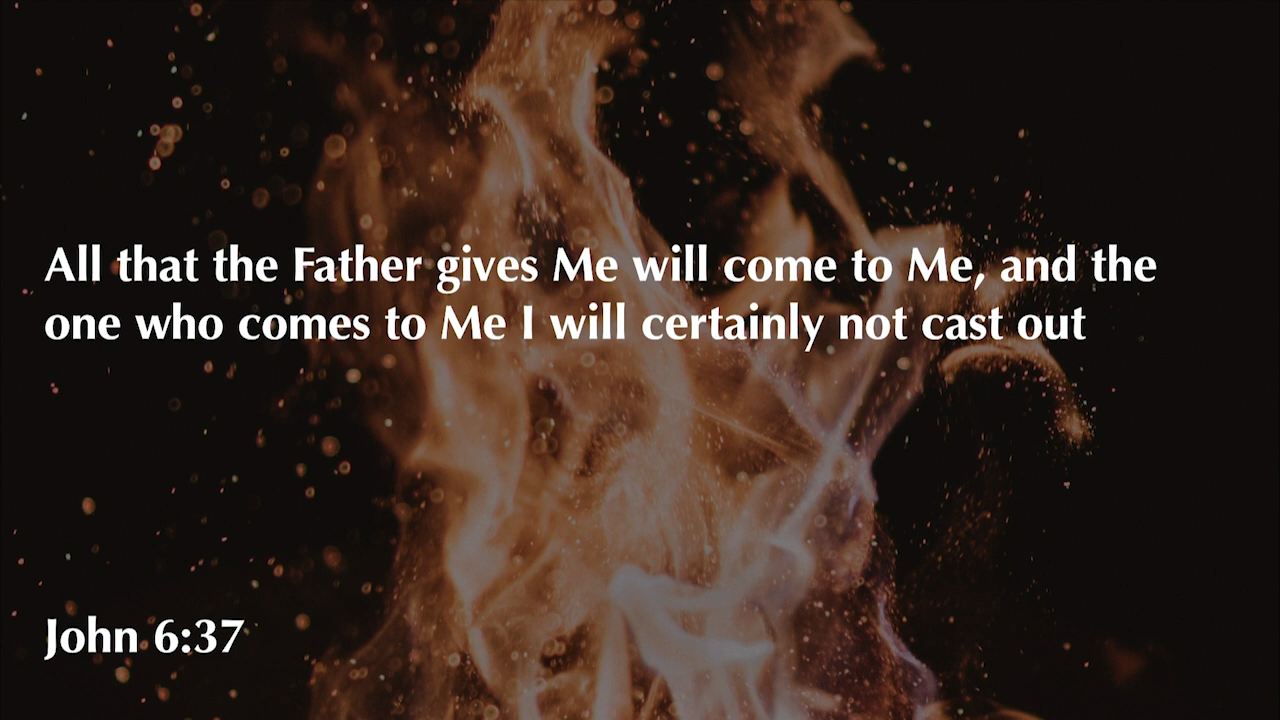 All that the Father gives Me will come to Me, and the
one who comes to Me I will certainly not cast out
John 6:37